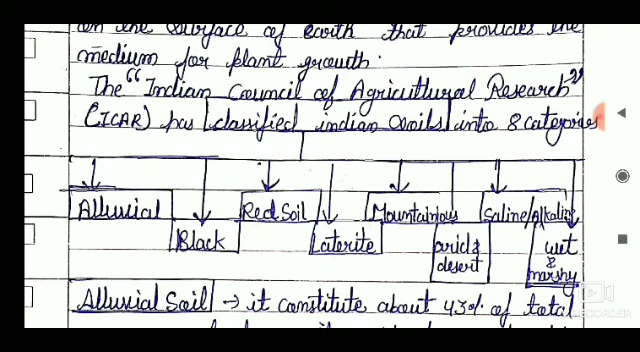 on the surface of earth that provides the
medium for plant growth.
The "Indian Council of Agricultural Research"
(ICAR) has classified indian soils into 8 categories
Alluvial
Black
Red Soil
Laterite
Mountainious
arid &
desert
Saline/Alkaline
wet
&
marshy
Alluvial Soil → it constitute about 43% of total
RECORDER